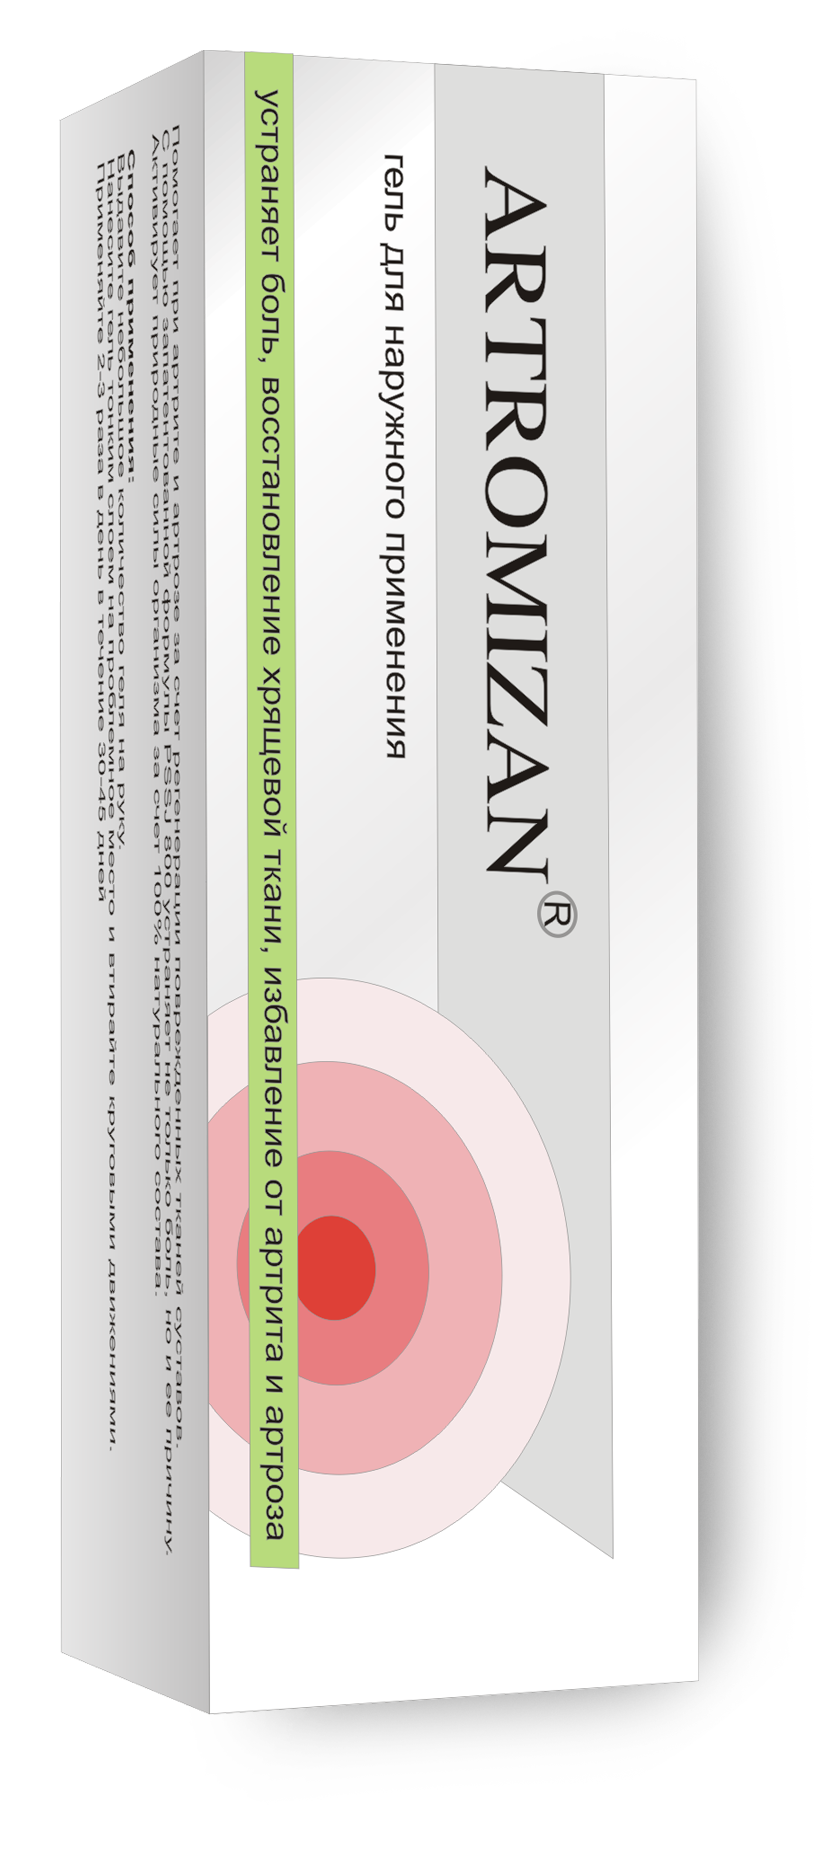 ARTROMIZAN®
гель для наружного применения
устраняет боль, восстановление хрящевой ткани, избавление от артрита и артроза
Помогает при артрите и артрозе за счет регенерации поврежденных тканей суставов.
С помощью запатентованной формулы PSSJ 800 устраняет не только боль, но и ее причину.
Активирует природные силы организма за счет 100% натурального состава.
Способ применения:
Выдавите небольшое количество геля на руку.
Нанесите гель тонким слоем на проблемное место и втирайте круговыми движениями.
Применяйте 2-3 раза в день в течение 30-45 дней